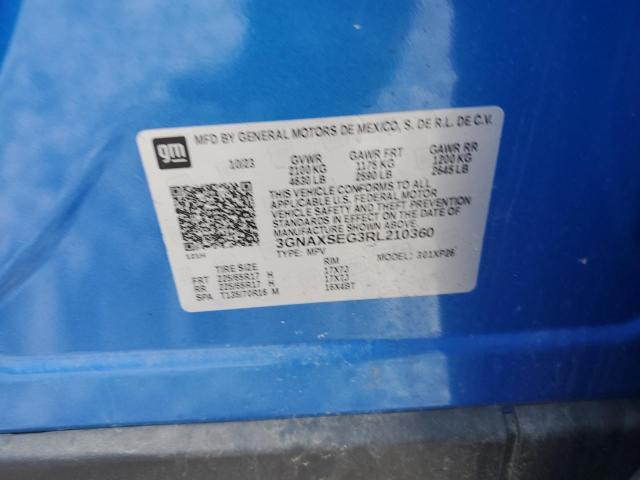 gm
MFD BY GENERAL MOTORS DE MEXICO, S. DE R.L. DE C.V.
10/23 GVWR GAWR FRT GAWR RR
2100 KG 1175 KG 1200 KG
4630 LB 2590 LB 2645 LB
THIS VEHICLE CONFORMS TO ALL
APPLICABLE U.S. FEDERAL MOTOR
VEHICLE SAFETY AND THEFT PREVENTION
STANDARDS IN EFFECT ON THE DATE OF
MANUFACTURE SHOWN ABOVE.
3GNAXSEG3RL210360
TYPE: MPV MODEL: 301XP26
121H
TIRE SIZE RIM
FRT 225/65R17 H 17X7J
RR 225/65R17 H 17X7J
SPA T135/70R16 M 16X4BT